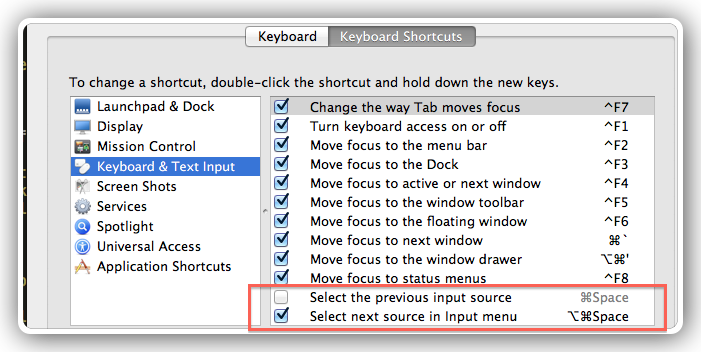 Keyboard Keyboard Shortcuts
To change a shortcut, double-click the shortcut and hold down the new keys.
Launchpad & Dock
Display
Mission Control
Keyboard & Text Input
Screen Shots
Services
Spotlight
Universal Access
Application Shortcuts
Change the way Tab moves focus ^F7
Turn keyboard access on or off ^F1
Move focus to the menu bar ^F2
Move focus to the Dock ^F3
Move focus to active or next window ^F4
Move focus to the window toolbar ^F5
Move focus to the floating window ^F6
Move focus to next window ⌘`
Move focus to the window drawer ⌥⌘'
Move focus to status menus ^F8
Select the previous input source ⌘Space
Select next source in Input menu ⌥⌘Space